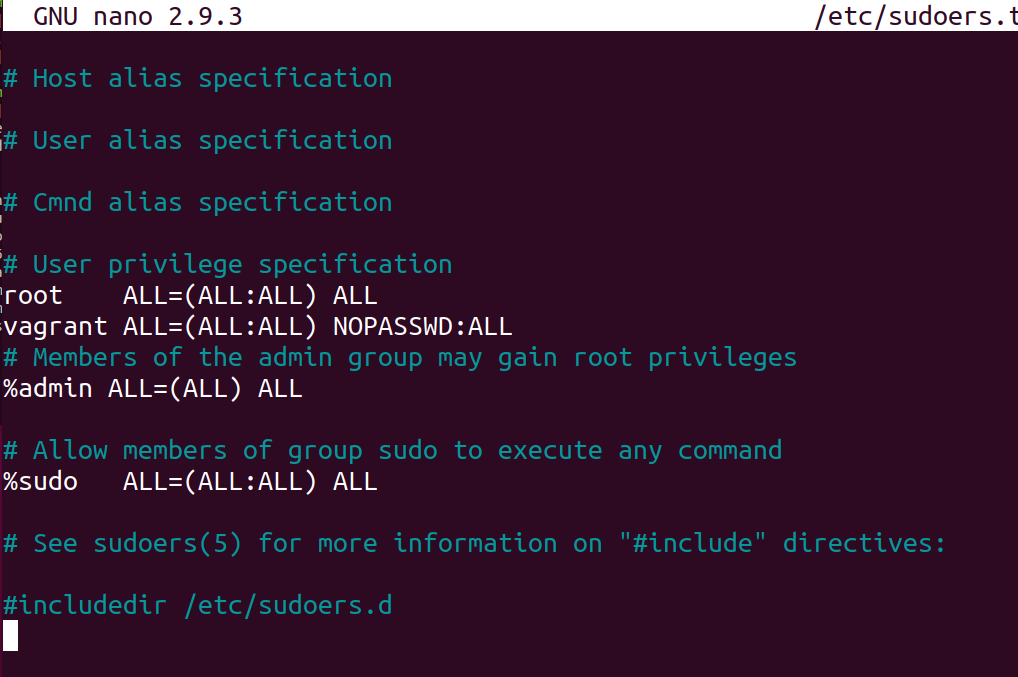 GNU nano 2.9.3 /etc/sudoers.t
# Host alias specification
# User alias specification
# Cmnd alias specification
# User privilege specification
root    ALL=(ALL:ALL) ALL
vagrant ALL=(ALL:ALL) NOPASSWD:ALL
# Members of the admin group may gain root privileges
%admin ALL=(ALL) ALL
# Allow members of group sudo to execute any command
%sudo   ALL=(ALL:ALL) ALL
# See sudoers(5) for more information on "#include" directives:
#includedir /etc/sudoers.d